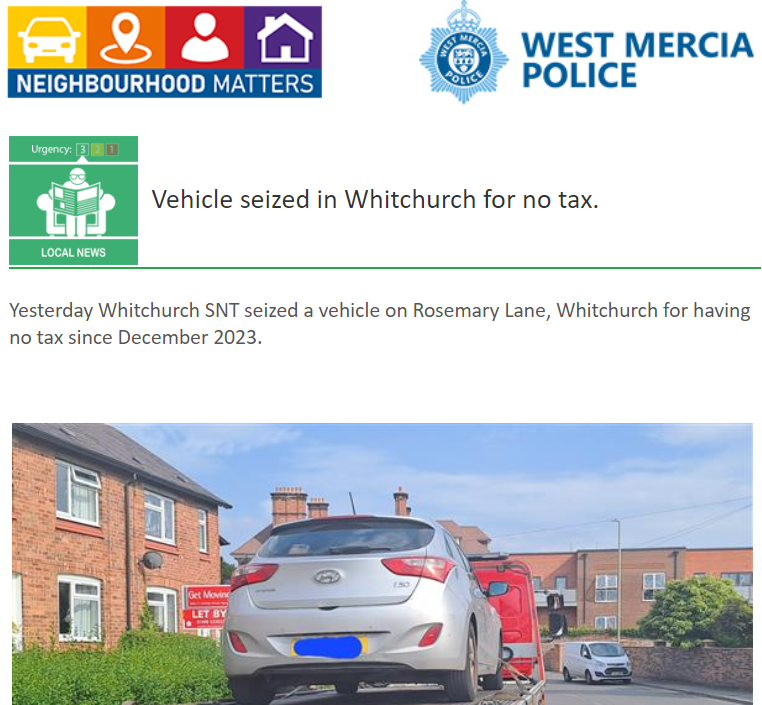 NEIGHBOURHOOD MATTERS
WEST MERCIA
WEST MERCIA
POLICE
POLICE
Urgency: 3 2 1
LOCAL NEWS
Vehicle seized in Whitchurch for no tax.
Yesterday Whitchurch SNT seized a vehicle on Rosemary Lane, Whitchurch for having
no tax since December 2023.
Get Moving
LET BY
i30